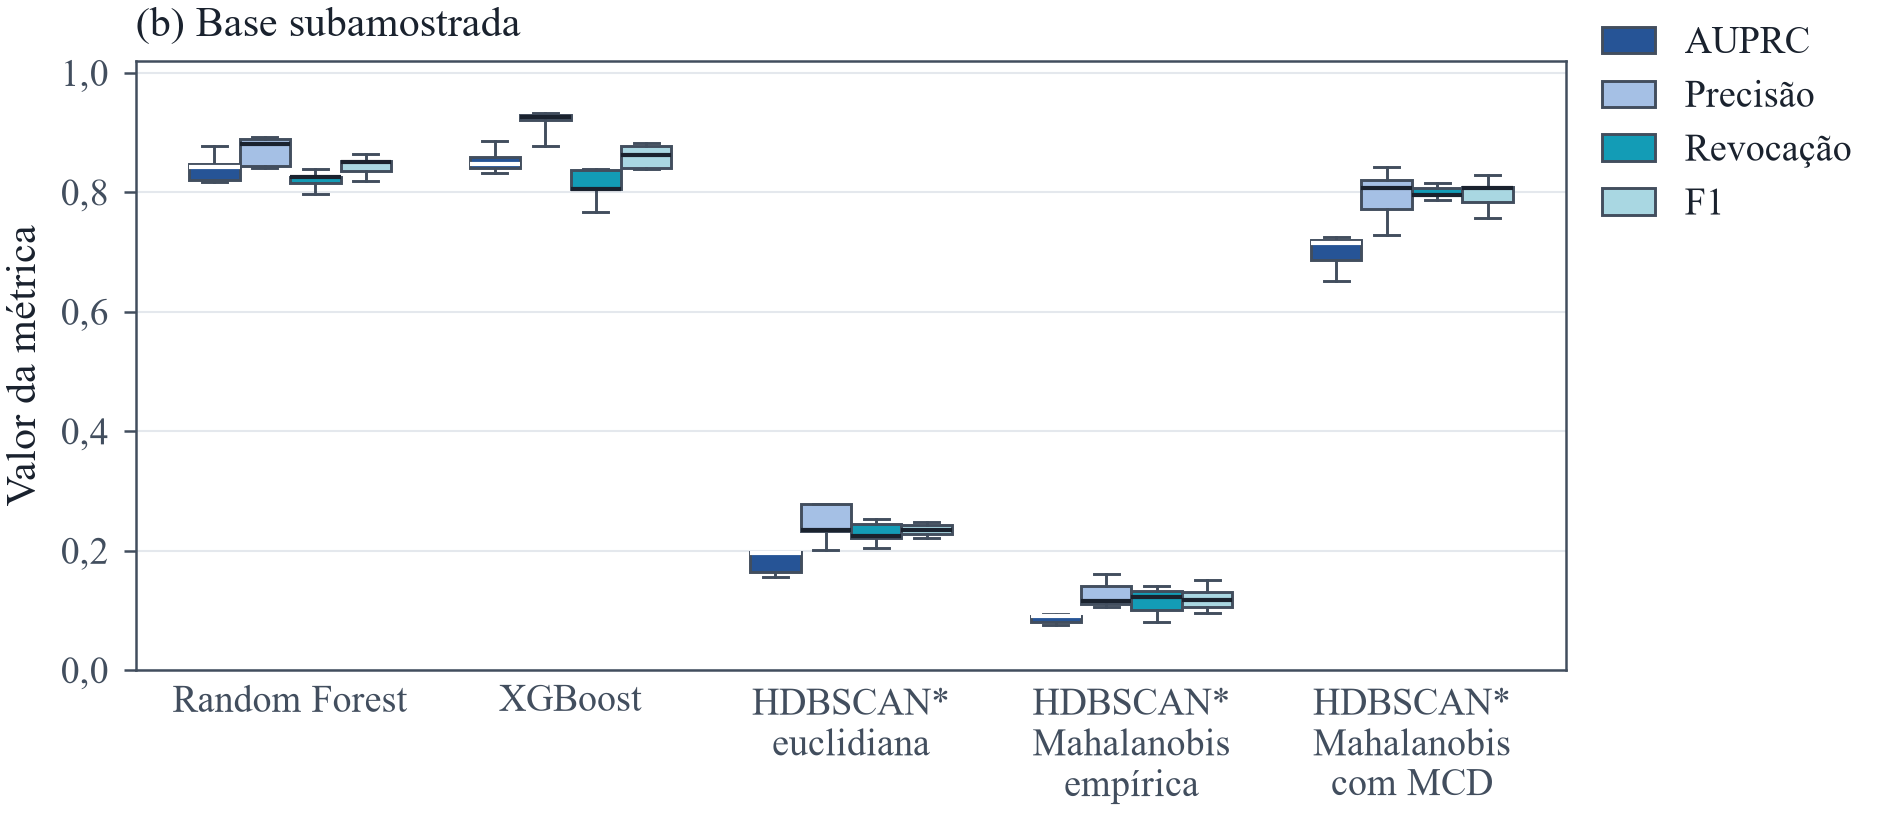 (b) Base subamostrada
AUPRC
Precisão
Revocação
F1
Valor da métrica
1,0
0,8
0,6
0,4
0,2
0,0
Random Forest
XGBoost
HDBSCAN*
euclidiana
HDBSCAN*
Mahalanobis
empírica
HDBSCAN*
Mahalanobis
com MCD